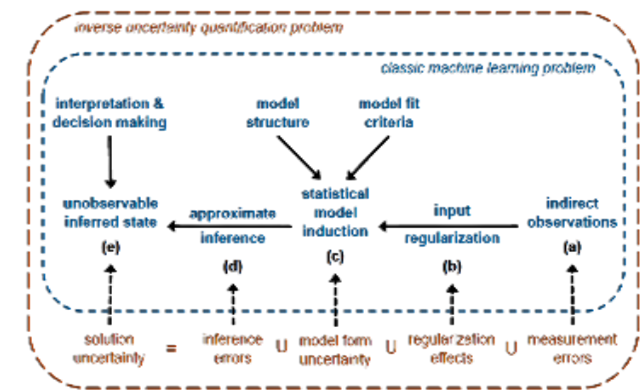 inverse uncertainty quantification problem
classic machine learning problem
interpretation &
decision making
model
structure
model fit
criteria
unobservable
inferred state
(e)
approximate
inference
(d)
statistical
model
induction
(c)
input
regularization
(b)
indirect
observations
(a)
solution
uncertainty
=
inference
errors
U
model form
uncertainty
U
regularization
effects
U
measurement
errors